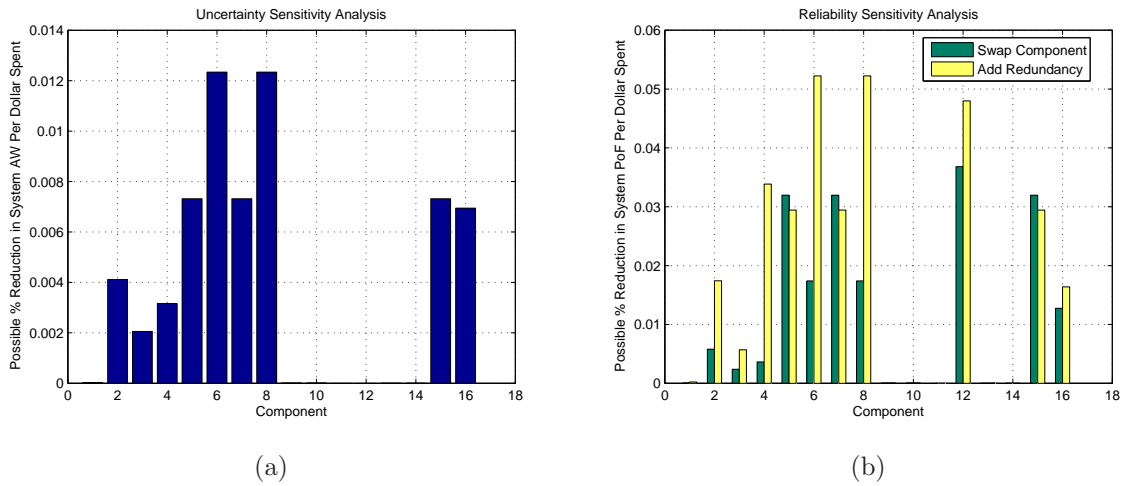 Uncertainty Sensitivity Analysis
Possible % Reduction in System AW Per Dollar Spent
0.014
0.012
0.01
0.008
0.006
0.004
0.002
0
0 2 4 6 8 10 12 14 16 18
Component
(a)
Reliability Sensitivity Analysis
Possible % Reduction in System PoF Per Dollar Spent
0.06
0.05
0.04
0.03
0.02
0.01
0
Swap Component
Add Redundancy
0 2 4 6 8 10 12 14 16 18
Component
(b)